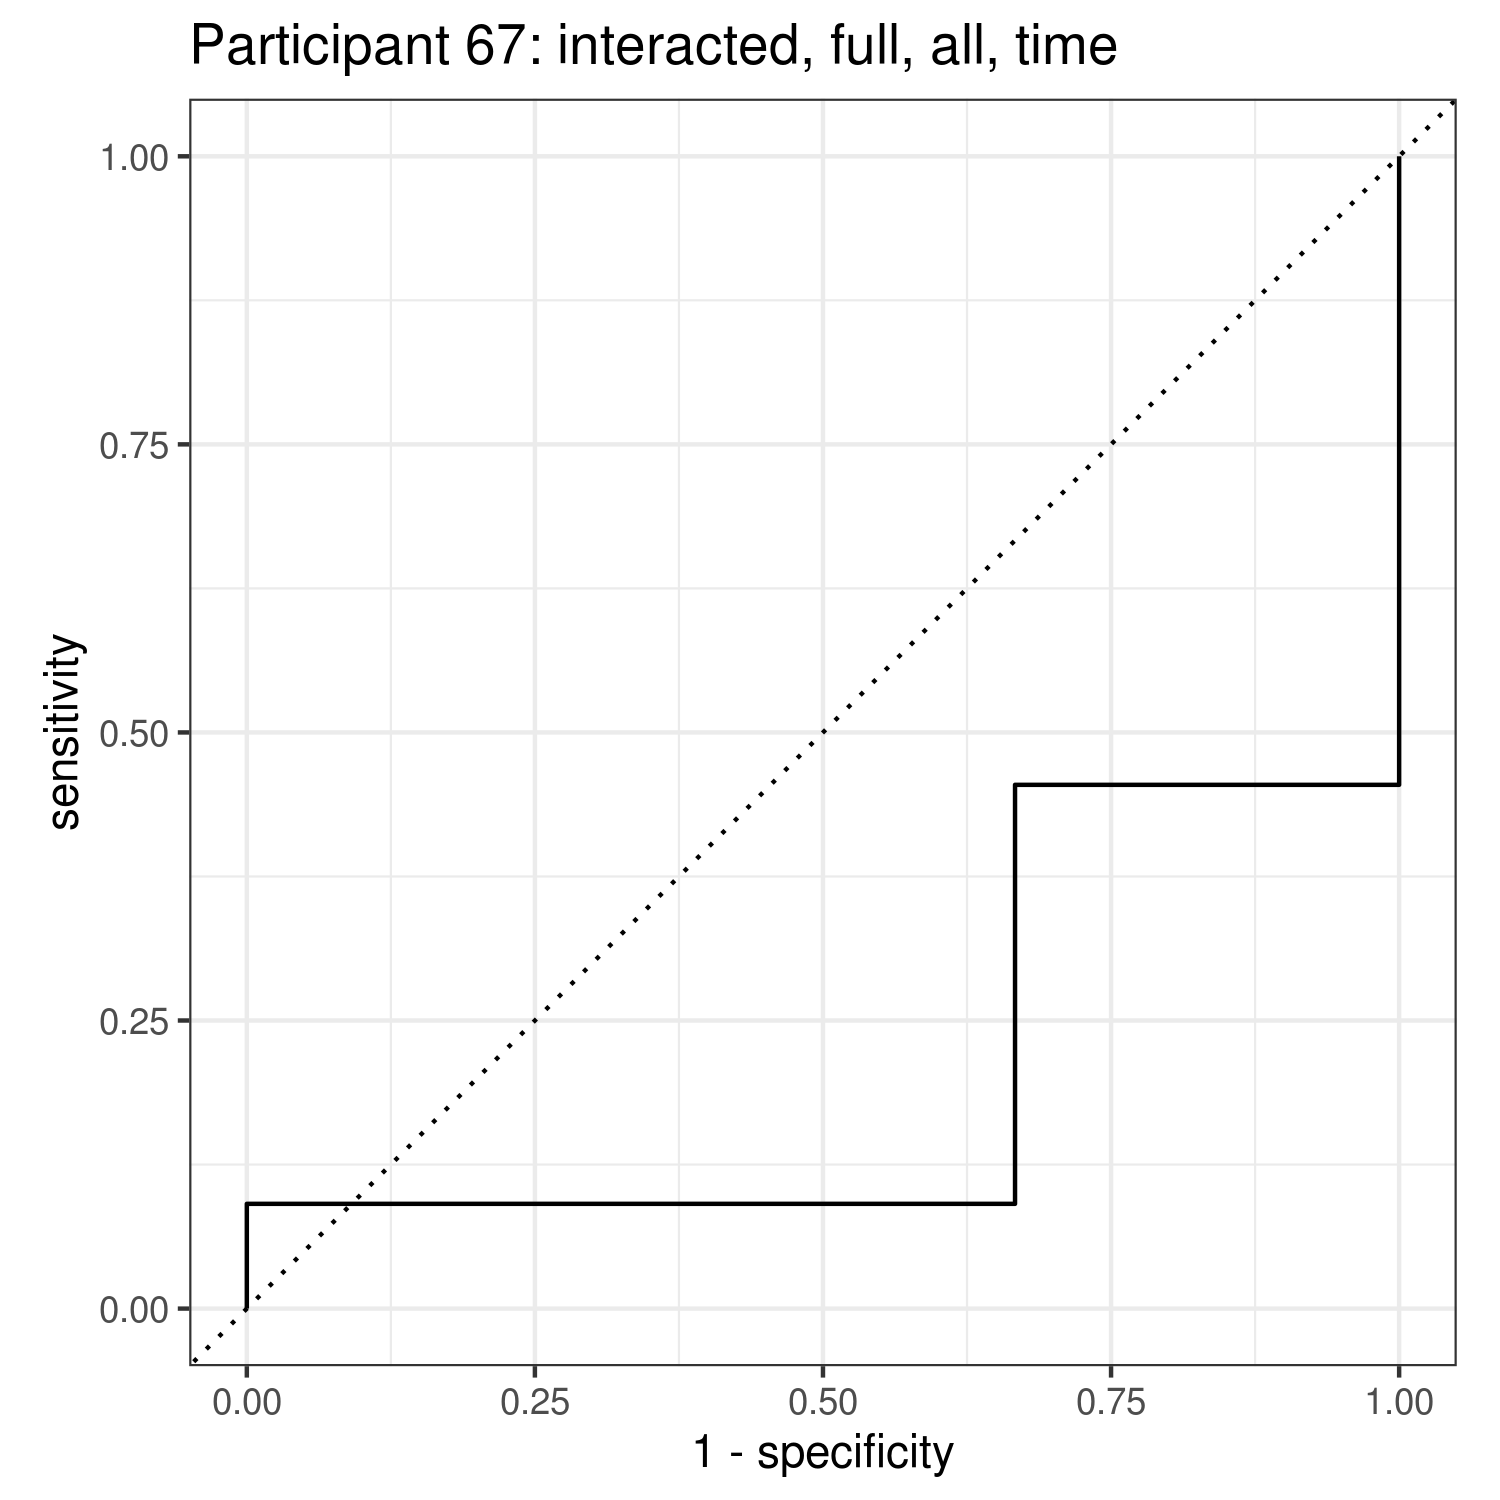 Participant 67: interacted, full, all, time
1.00
0.75
0.50
0.25
0.00
sensitivity
0.00 0.25 0.50 0.75 1.00
1 - specificity